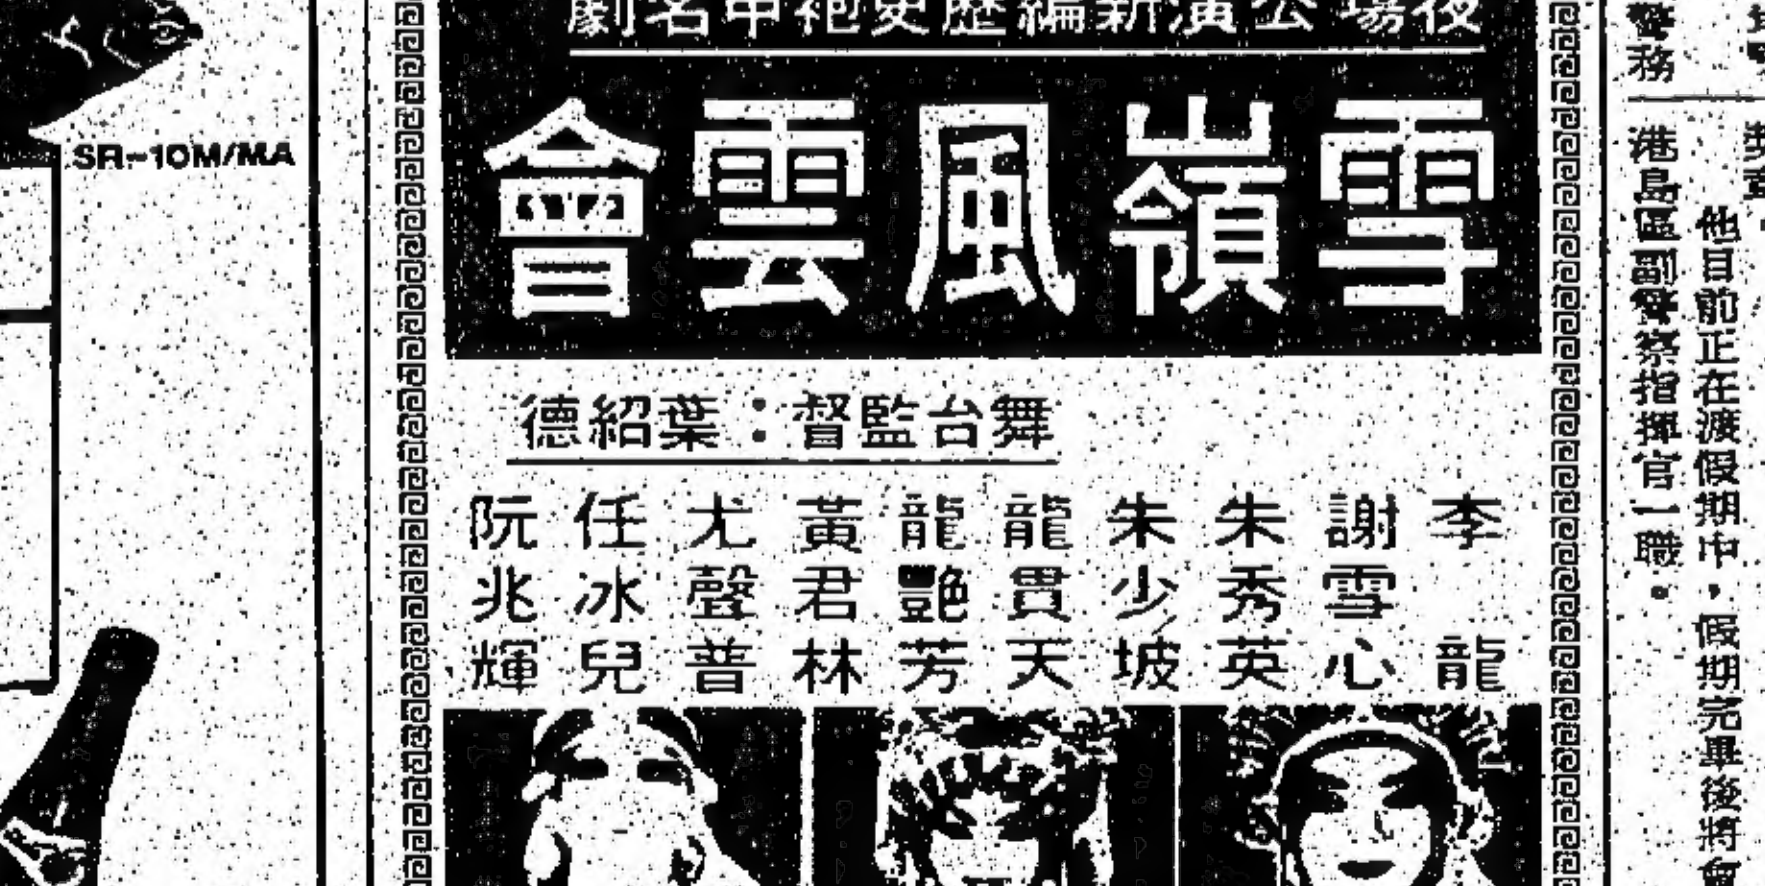 夜場公演新編歷史袍甲名劇
雪嶺風雲會
舞台監督：葉紹德
李龍
謝雪心
朱秀英
朱少坡
龍貫天
龍艷芳
黃君林
尤聲普
任冰兒
阮兆輝
SR-10M/MA
警務
港島區副警察指揮官一職。
他目前正在渡假期中，假期完畢後將會